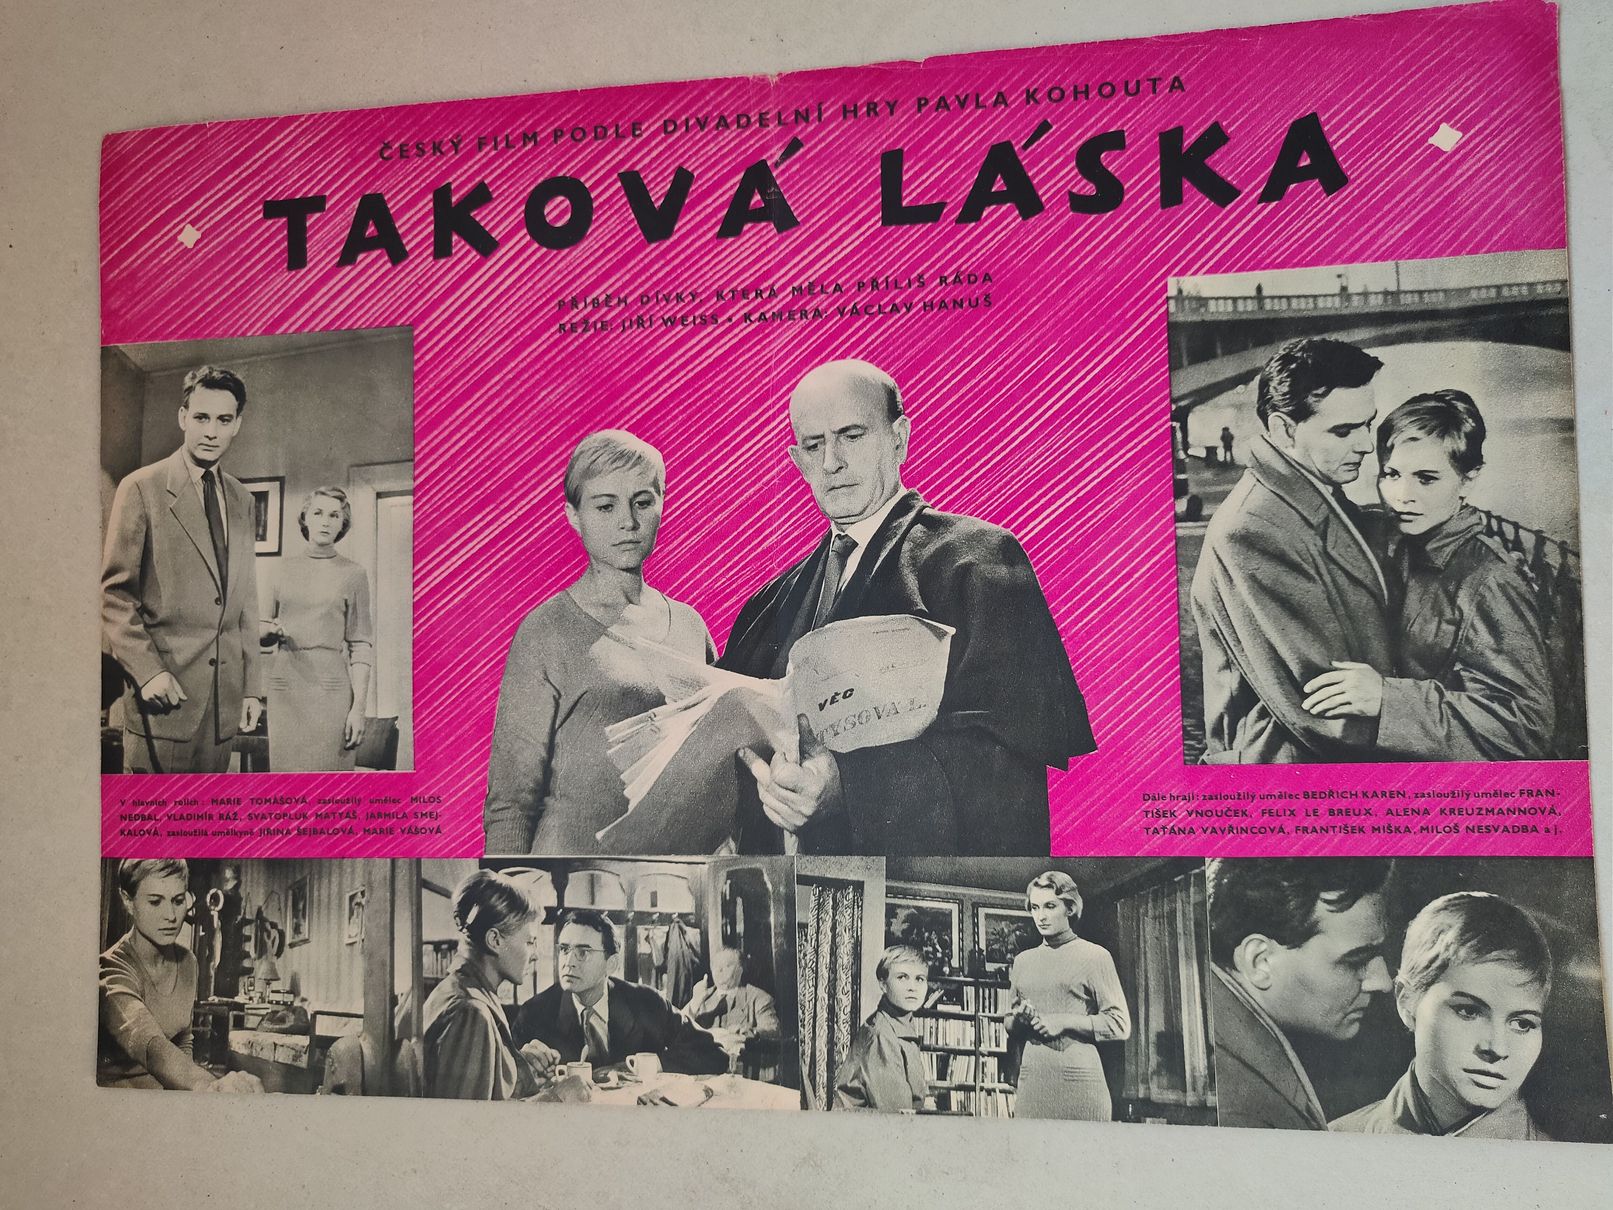 ČESKÝ FILM PODLE DIVADELNÍ HRY PAVLA KOHOUTA
TAKOVÁ LÁSKA
PŘÍBĚH DÍVKY, KTERÁ MĚLA PŘÍLIŠ RÁDA
REŽIE: JIŘÍ WEISS • KAMERA: VÁCLAV HANUŠ
VĚC
TYSOVA L.
V hlavních rolích: MARIE TOMÁŠOVÁ, zasloužilý umělec MILOŠ
NEDBAL, VLADIMÍR RÁŽ, SVATOPLUK MATYÁŠ, JARMILA SMEJ-
KALOVÁ, zasloužilá umělkyně JIŘINA ŠEJBALOVÁ, MARIE VÁŠOVÁ
Dále hrají: zasloužilý umělec BEDŘICH KAREN, zasloužilý umělec FRAN-
TIŠEK VNOUČEK, FELIX LE BREUX, ALENA KREUZMANNOVÁ,
TAŤÁNA VAVŘINCOVÁ, FRANTIŠEK MIŠKA, MILOŠ NESVADBA a j.